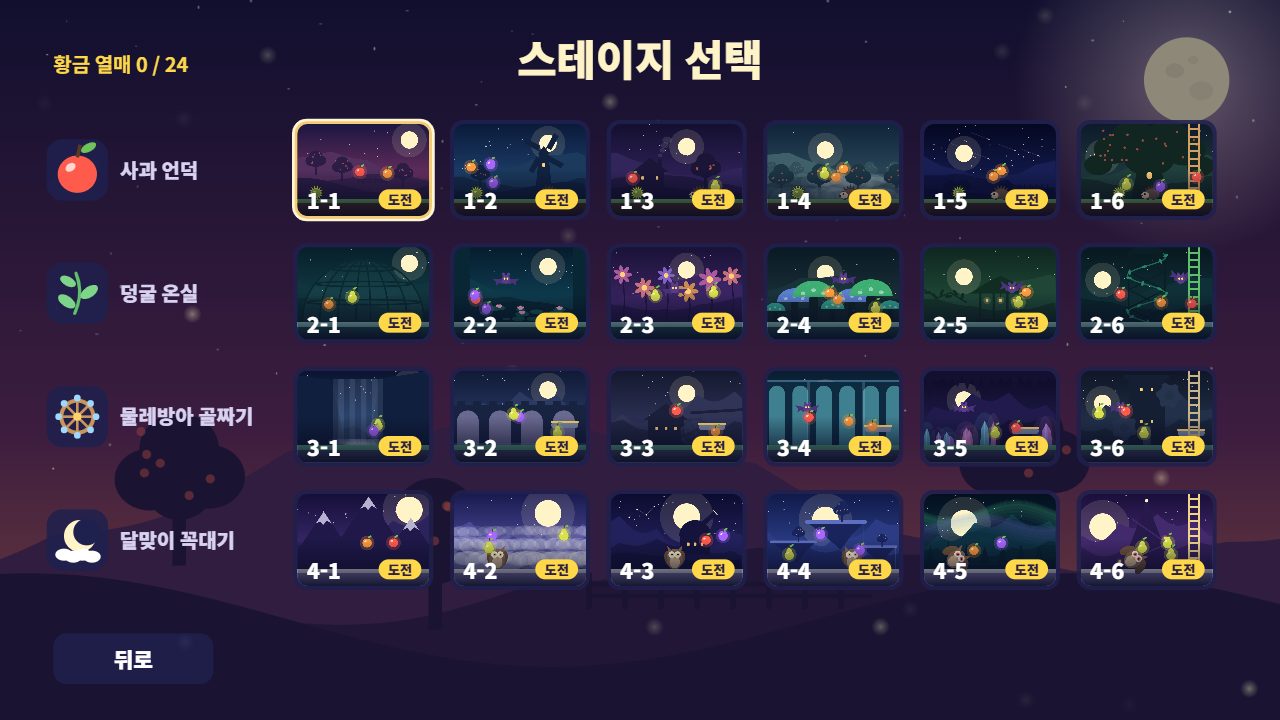 황금 열매 0 / 24
스테이지 선택
사과 언덕
1-1 도전
1-2 도전
1-3 도전
1-4 도전
1-5 도전
1-6 도전
덩굴 온실
2-1 도전
2-2 도전
2-3 도전
2-4 도전
2-5 도전
2-6 도전
물레방아 골짜기
3-1 도전
3-2 도전
3-3 도전
3-4 도전
3-5 도전
3-6 도전
달맞이 꼭대기
4-1 도전
4-2 도전
4-3 도전
4-4 도전
4-5 도전
4-6 도전
뒤로